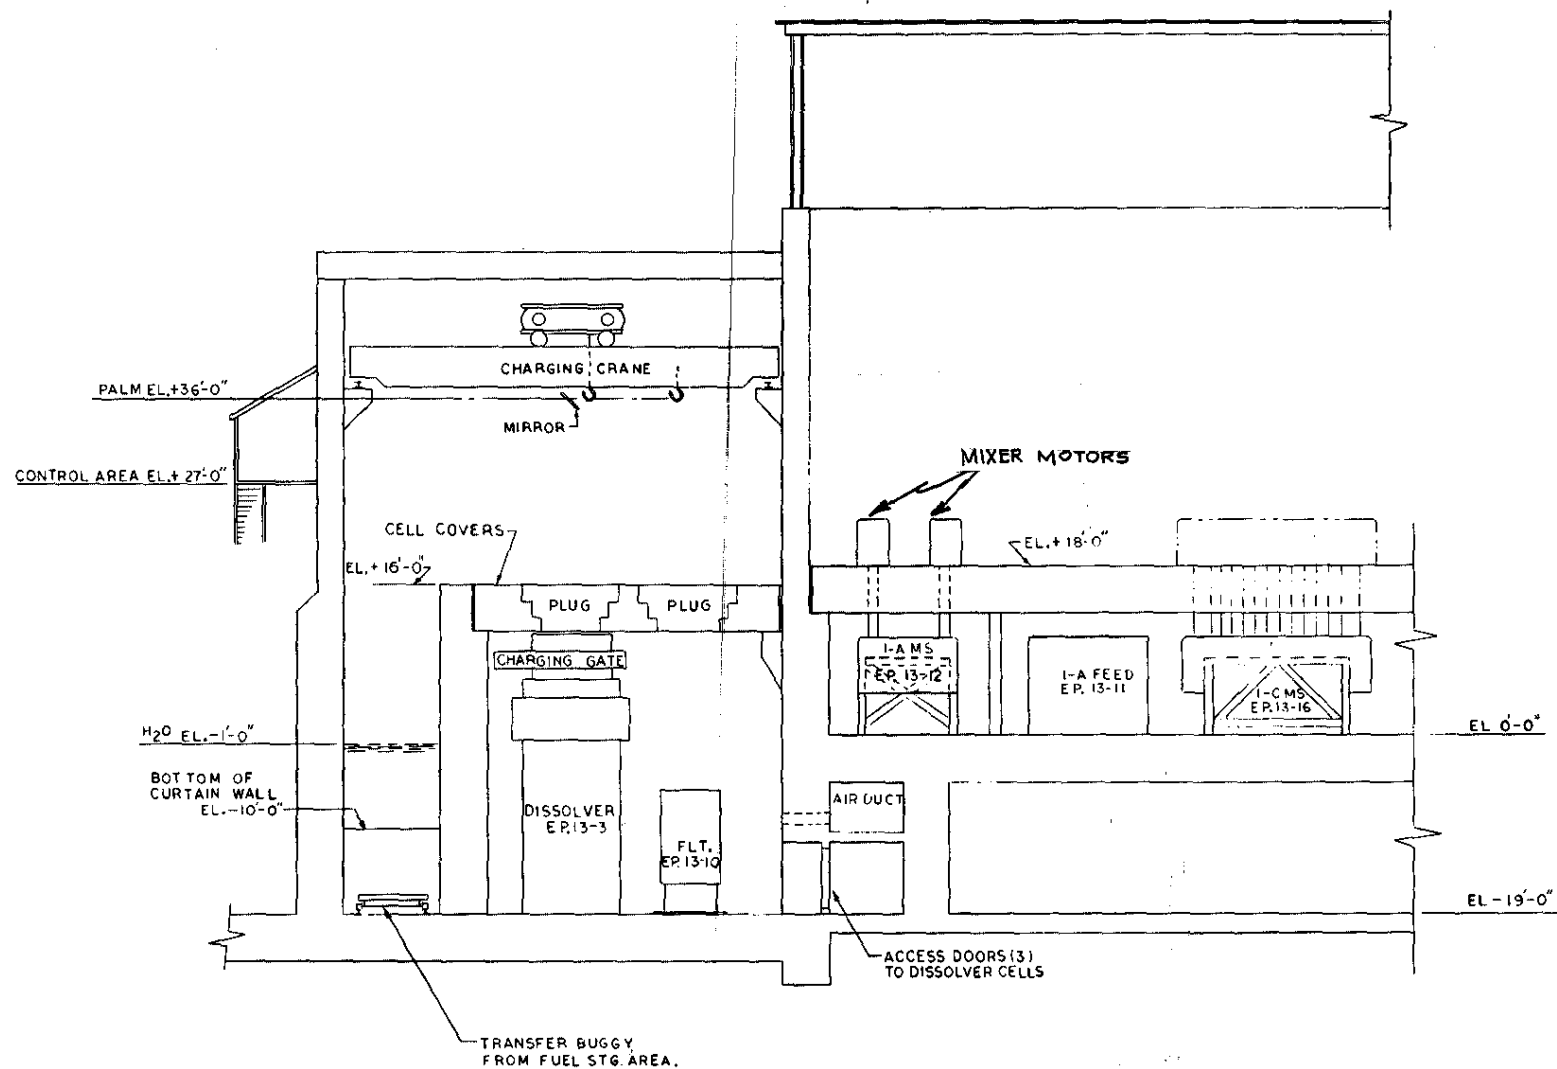 CHARGING CRANE
PALM EL.+36'-0"
MIRROR
MIXER MOTORS
CONTROL AREA EL.+27'-0"
CELL COVERS
EL.+18'-0"
EL.+16'-0"
PLUG
PLUG
1-A MS
EP. 13-12
CHARGING GATE
1-A FEED
EP. 13-11
1-C MS
EP. 13-16
EL 0'-0"
H2O EL.-1'-0"
BOTTOM OF
CURTAIN WALL
EL.-10'-0"
AIR DUCT
DISSOLVER
EP.13-3
FLT.
EP.13-10
EL -19'-0"
ACCESS DOORS (3)
TO DISSOLVER CELLS
TRANSFER BUGGY
FROM FUEL STG. AREA.